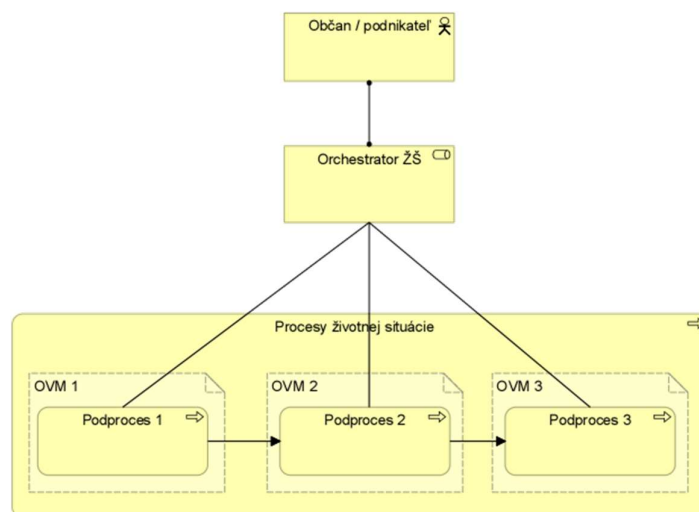 Občan / podnikateľ
Orchestrator ŽŠ
Procesy životnej situácie
OVM 1
OVM 2
OVM 3
Podproces 1
Podproces 2
Podproces 3